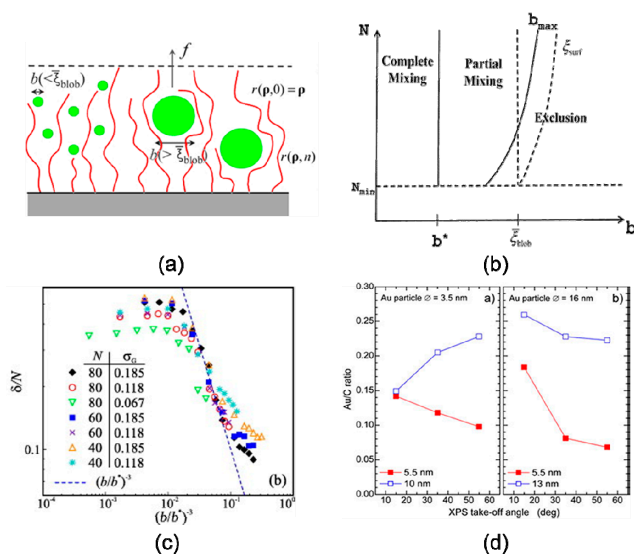 f
b(<ξ̄blob)
r(ρ,0) = ρ
b(> ξ̄blob)
r(ρ, n)
(a)
N
bmax
ξsurf
Complete Mixing
Partial Mixing
Exclusion
Nmin
b*
ξ̄blob
b
(b)
δ/N
N σG
80 0.185
80 0.118
80 0.067
60 0.185
60 0.118
40 0.185
40 0.118
(b/b*)⁻³
0.1
(b)
10⁻⁴ 10⁻³ 10⁻² 10⁻¹ 10⁰
(b/b*)⁻³
(c)
Au particle ∅ = 3.5 nm a)
Au particle ∅ = 16 nm b)
Au/C ratio
0.30
0.25
0.20
0.15
0.10
0.05
0.00
5.5 nm
10 nm
5.5 nm
13 nm
10 20 30 40 50 60 10 20 30 40 50 60
XPS take-off angle (deg)
(d)